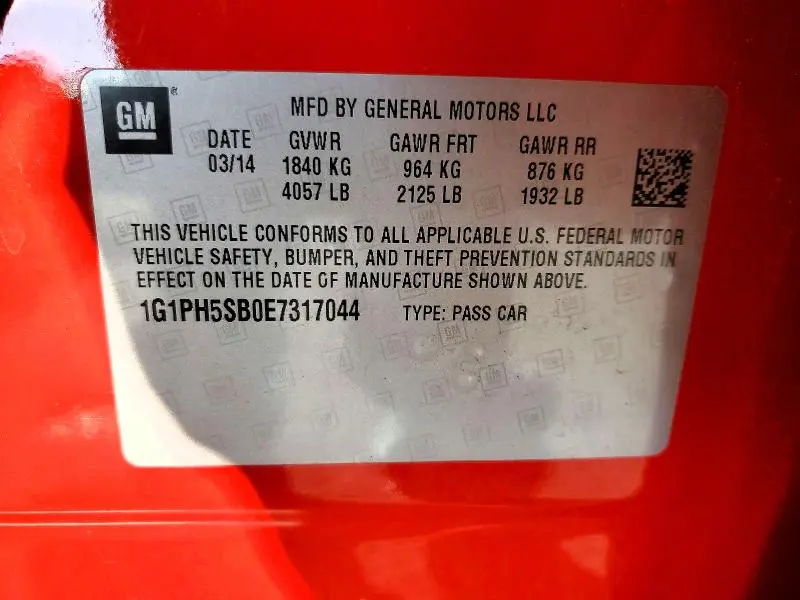 GM
MFD BY GENERAL MOTORS LLC
DATE GVWR GAWR FRT GAWR RR
03/14 1840 KG 964 KG 876 KG
4057 LB 2125 LB 1932 LB
THIS VEHICLE CONFORMS TO ALL APPLICABLE U.S. FEDERAL MOTOR
VEHICLE SAFETY, BUMPER, AND THEFT PREVENTION STANDARDS IN
EFFECT ON THE DATE OF MANUFACTURE SHOWN ABOVE.
1G1PH5SB0E7317044 TYPE: PASS CAR